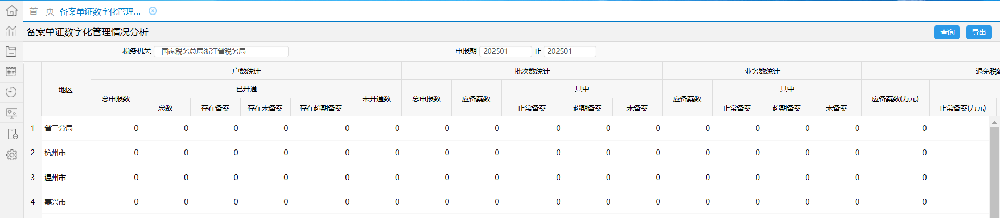 首 页 备案单证数字化管理...
备案单证数字化管理情况分析 查询 导出
税务机关 国家税务总局浙江省税务局 申报期 202501 止 202501
户数统计 批次数统计 业务数统计 退免税
地区 总申报数 已开通 未开通数 总申报数 应备案数 其中 应备案数 其中 应备案数(万元)
总数 存在备案 存在未备案 存在超期备案 正常备案 超期备案 未备案 正常备案 超期备案 未备案 正常备案(万元)
1 省三分局 0 0 0 0 0 0 0 0 0 0 0 0 0 0 0 0
2 杭州市 0 0 0 0 0 0 0 0 0 0 0 0 0 0 0 0
3 温州市 0 0 0 0 0 0 0 0 0 0 0 0 0 0 0 0
4 嘉兴市 0 0 0 0 0 0 0 0 0 0 0 0 0 0 0 0